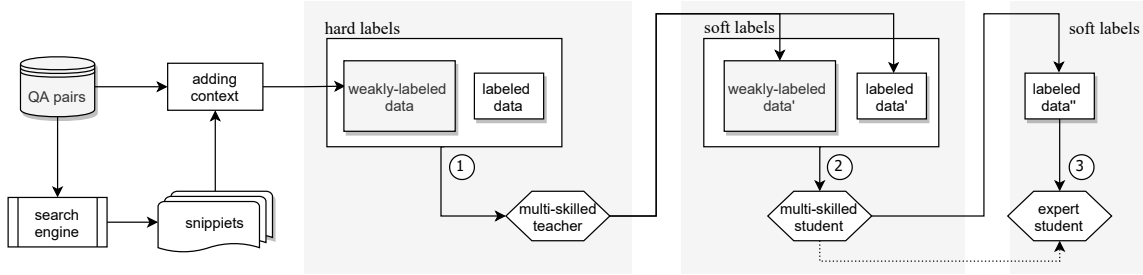 hard labels
soft labels
soft labels
QA pairs
adding
context
weakly-labeled
data
labeled
data
weakly-labeled
data'
labeled
data'
labeled
data''
1
2
3
search
engine
snippiets
multi-skilled
teacher
multi-skilled
student
expert
student